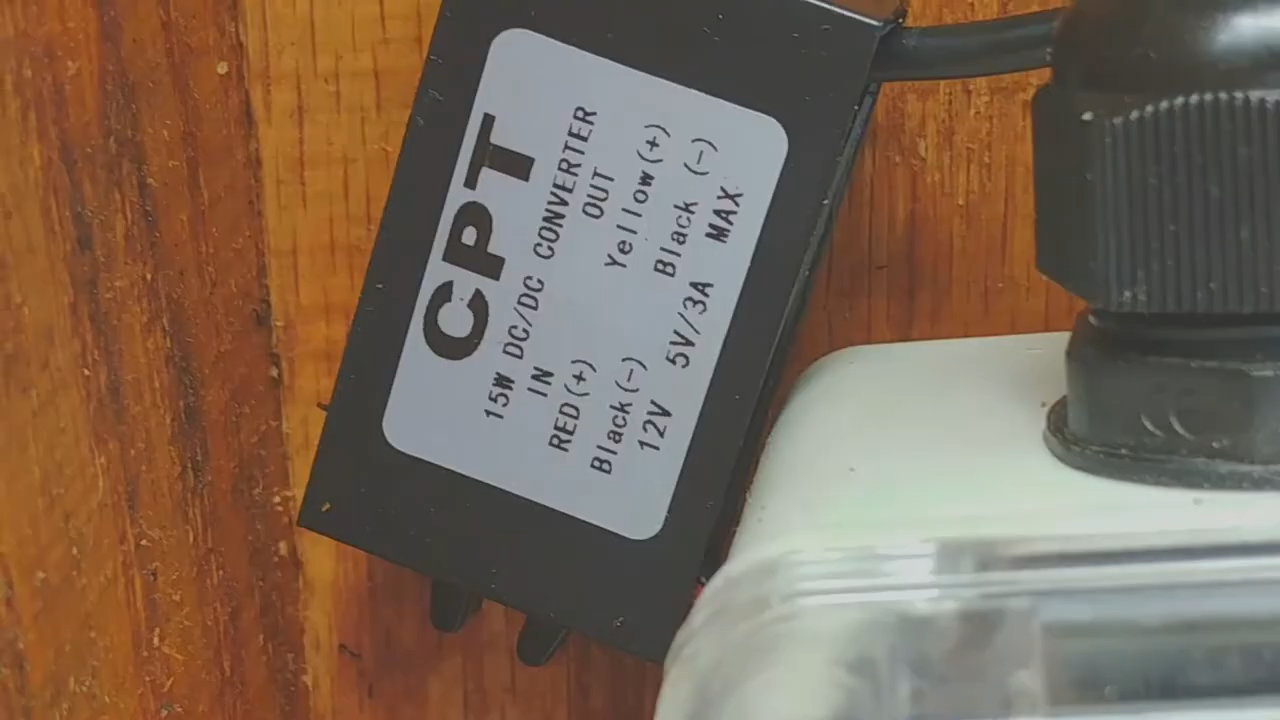 CPT
15W DC/DC CONVERTER
IN OUT
RED(+) Yellow(+)
Black(-) Black (-)
12V 5V/3A MAX